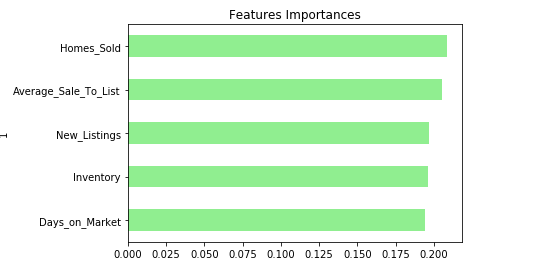 Features Importances
Homes_Sold
Average_Sale_To_List
New_Listings
1
Inventory
Days_on_Market
0.000 0.025 0.050 0.075 0.100 0.125 0.150 0.175 0.200